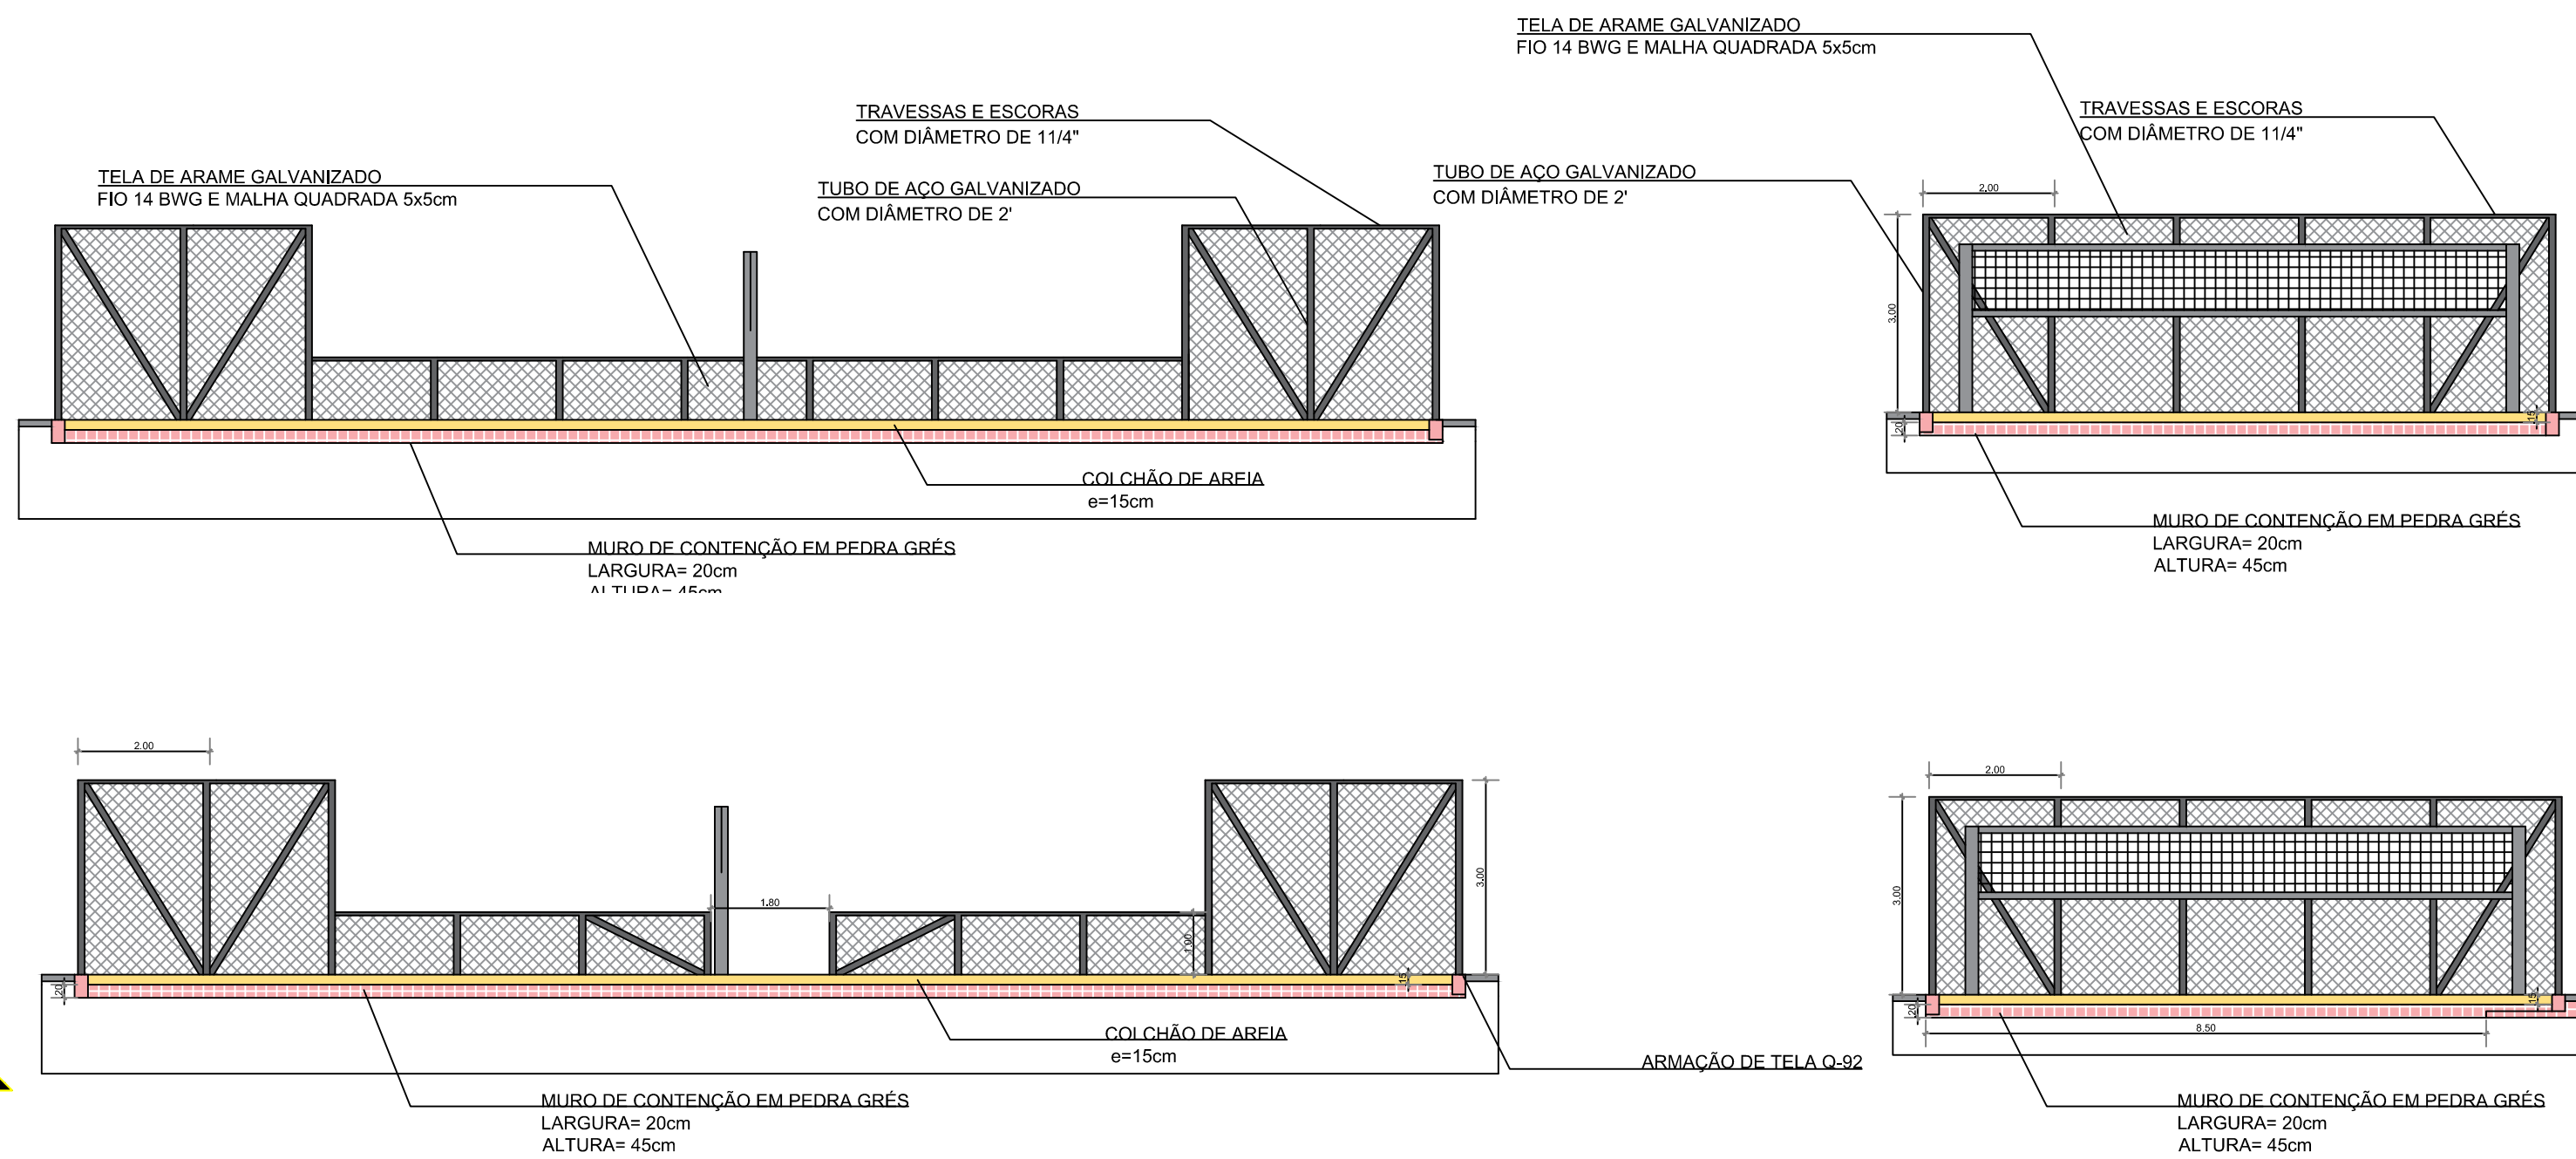 TELA DE ARAME GALVANIZADO
FIO 14 BWG E MALHA QUADRADA 5x5cm
TRAVESSAS E ESCORAS
COM DIÂMETRO DE 11/4"
TUBO DE AÇO GALVANIZADO
COM DIÂMETRO DE 2'
COLCHÃO DE AREIA
e=15cm
MURO DE CONTENÇÃO EM PEDRA GRÉS
LARGURA= 20cm
ALTURA= 45cm
TELA DE ARAME GALVANIZADO
FIO 14 BWG E MALHA QUADRADA 5x5cm
TRAVESSAS E ESCORAS
COM DIÂMETRO DE 11/4"
TUBO DE AÇO GALVANIZADO
COM DIÂMETRO DE 2'
2.00
3.00
.15
.20
MURO DE CONTENÇÃO EM PEDRA GRÉS
LARGURA= 20cm
ALTURA= 45cm
2.00
1.80
3.00
1.00
.20
.15
COLCHÃO DE AREIA
e=15cm
ARMAÇÃO DE TELA Q-92
MURO DE CONTENÇÃO EM PEDRA GRÉS
LARGURA= 20cm
ALTURA= 45cm
2.00
3.00
.15
.20
8.50
MURO DE CONTENÇÃO EM PEDRA GRÉS
LARGURA= 20cm
ALTURA= 45cm